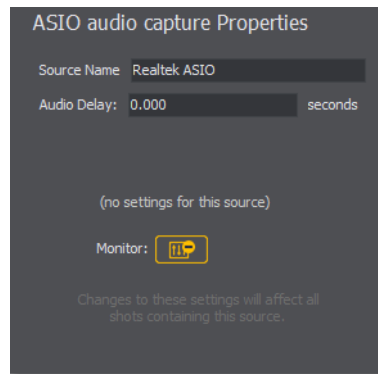 ASIO audio capture Properties
Source Name Realtek ASIO
Audio Delay: 0.000 seconds
(no settings for this source)
Monitor:
Changes to these settings will affect all
shots containing this source.